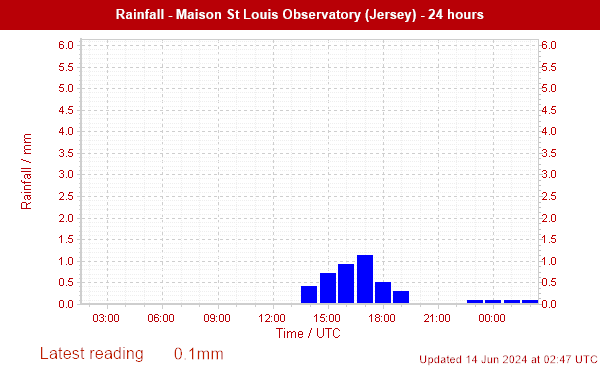 Rainfall - Maison St Louis Observatory (Jersey) - 24 hours
6.0 6.0
5.5 5.5
5.0 5.0
4.5 4.5
4.0 4.0
3.5 3.5
3.0 3.0
2.5 2.5
2.0 2.0
1.5 1.5
1.0 1.0
0.5 0.5
0.0 0.0
Rainfall / mm
03:00 06:00 09:00 12:00 15:00 18:00 21:00 00:00
Time / UTC
Latest reading 0.1mm
Updated 14 Jun 2024 at 02:47 UTC